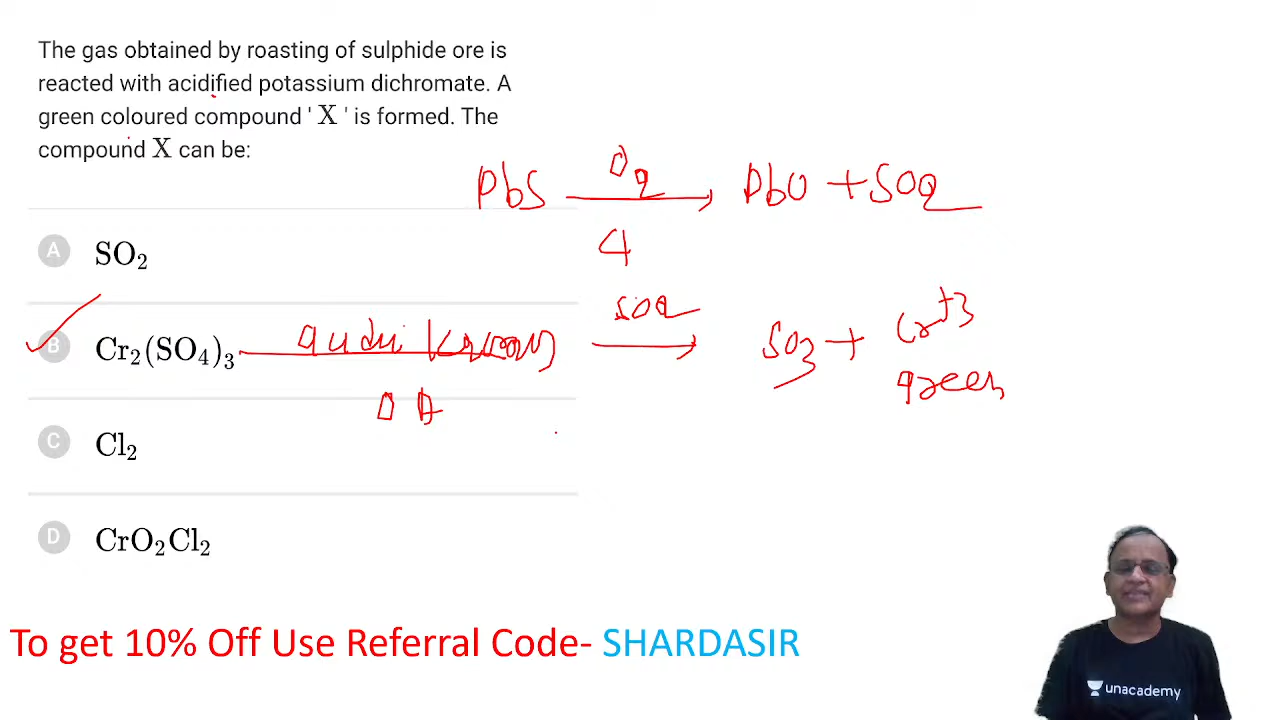 The gas obtained by roasting of sulphide ore is
reacted with acidified potassium dichromate. A
green coloured compound ' X ' is formed. The
compound X can be:
PbS O2 → PbO + SO2
A SO2
SO2 → SO3 + Cr+3
B Cr2(SO4)3
green
OA
C Cl2
D CrO2Cl2
unacademy
To get 10% Off Use Referral Code- SHARDASIR